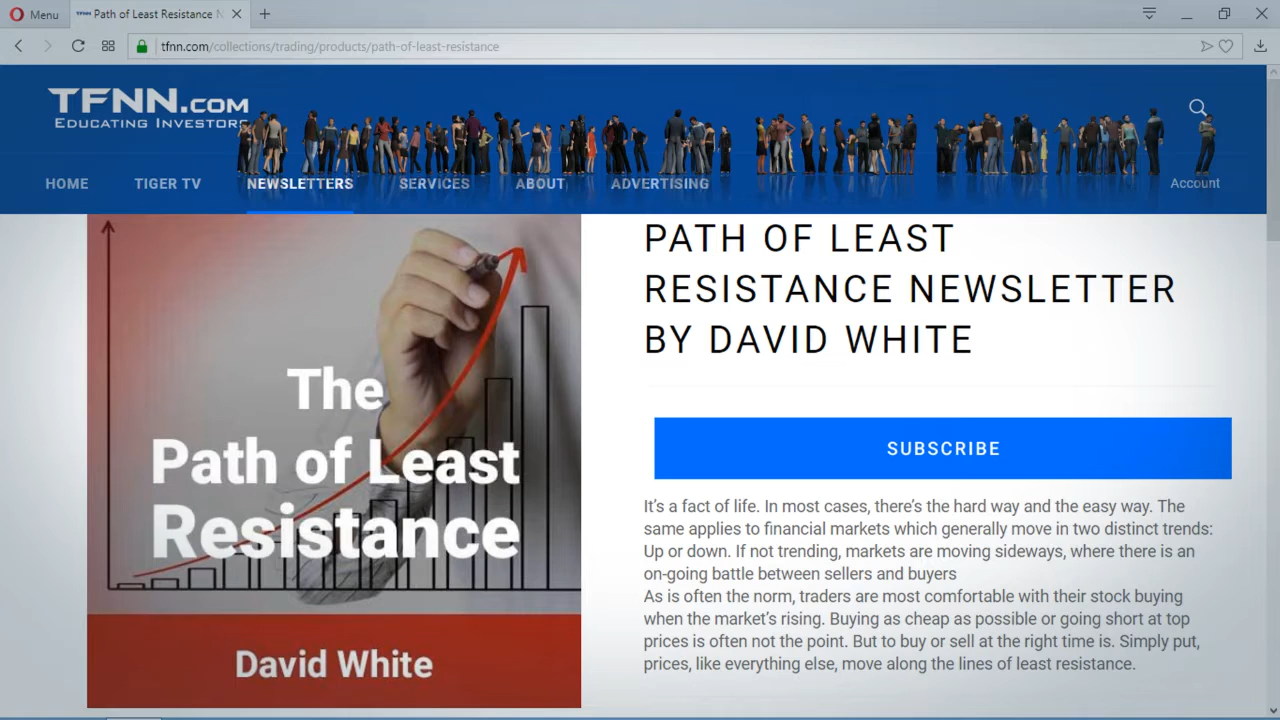 Menu
TFNN Path of Least Resistance N
tfnn.com/collections/trading/products/path-of-least-resistance
TFNN.COM
EDUCATING INVESTORS
HOME TIGER TV NEWSLETTERS SERVICES ABOUT ADVERTISING Account
The
Path of Least
Resistance
David White
PATH OF LEAST
RESISTANCE NEWSLETTER
BY DAVID WHITE
SUBSCRIBE
It's a fact of life. In most cases, there's the hard way and the easy way. The
same applies to financial markets which generally move in two distinct trends:
Up or down. If not trending, markets are moving sideways, where there is an
on-going battle between sellers and buyers
As is often the norm, traders are most comfortable with their stock buying
when the market's rising. Buying as cheap as possible or going short at top
prices is often not the point. But to buy or sell at the right time is. Simply put,
prices, like everything else, move along the lines of least resistance.